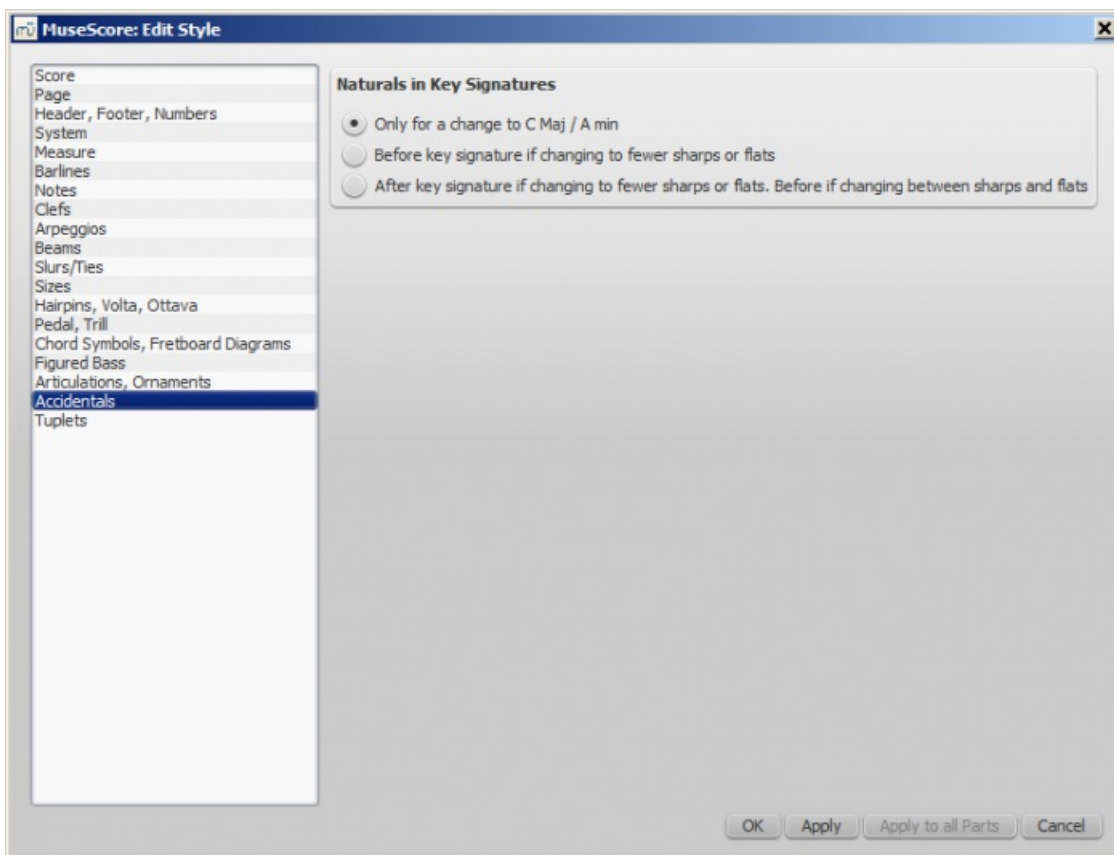 MuseScore: Edit Style
Score
Page
Header, Footer, Numbers
System
Measure
Barlines
Notes
Clefs
Arpeggios
Beams
Slurs/Ties
Sizes
Hairpins, Volta, Ottava
Pedal, Trill
Chord Symbols, Fretboard Diagrams
Figured Bass
Articulations, Ornaments
Accidentals
Tuplets
Naturals in Key Signatures
Only for a change to C Maj / A min
Before key signature if changing to fewer sharps or flats
After key signature if changing to fewer sharps or flats. Before if changing between sharps and flats
OK Apply Apply to all Parts Cancel